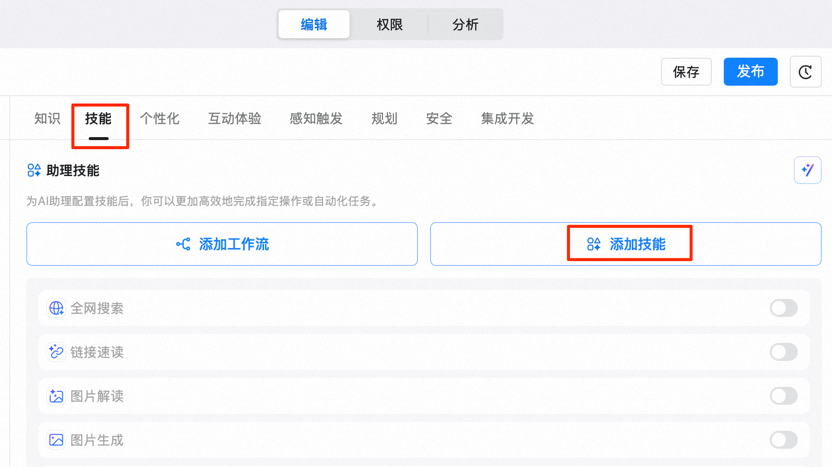 编辑 权限 分析
保存 发布
知识 技能 个性化 互动体验 感知触发 规划 安全 集成开发
助理技能
为AI助理配置技能后，你可以更加高效地完成指定操作或自动化任务。
添加工作流 添加技能
全网搜索
链接速读
图片解读
图片生成